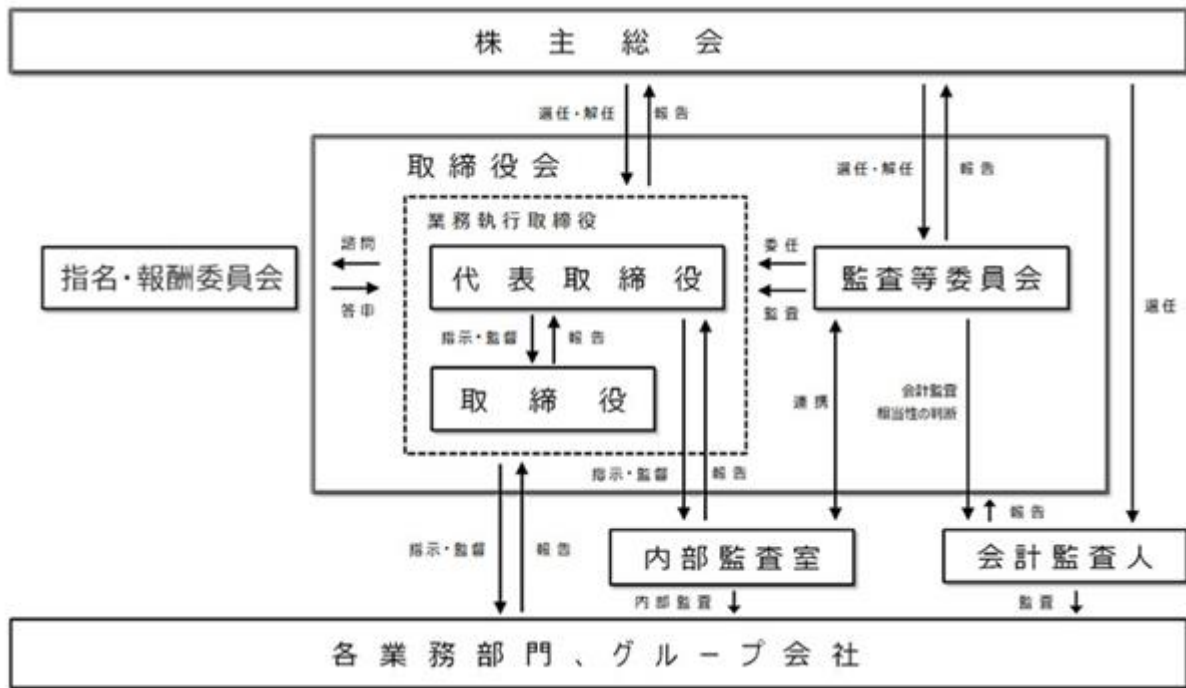 株主総会
選任・解任
報告
選任・解任
報告
選任
取締役会
業務執行取締役
諮問
答申
指名・報酬委員会
代表取締役
委任
監査
監査等委員会
指示・監督
報告
取締役
連携
会計監査
相当性の判断
指示・監督
報告
指示・監督
報告
報告
内部監査室
会計監査人
内部監査
監査
各業務部門、グループ会社